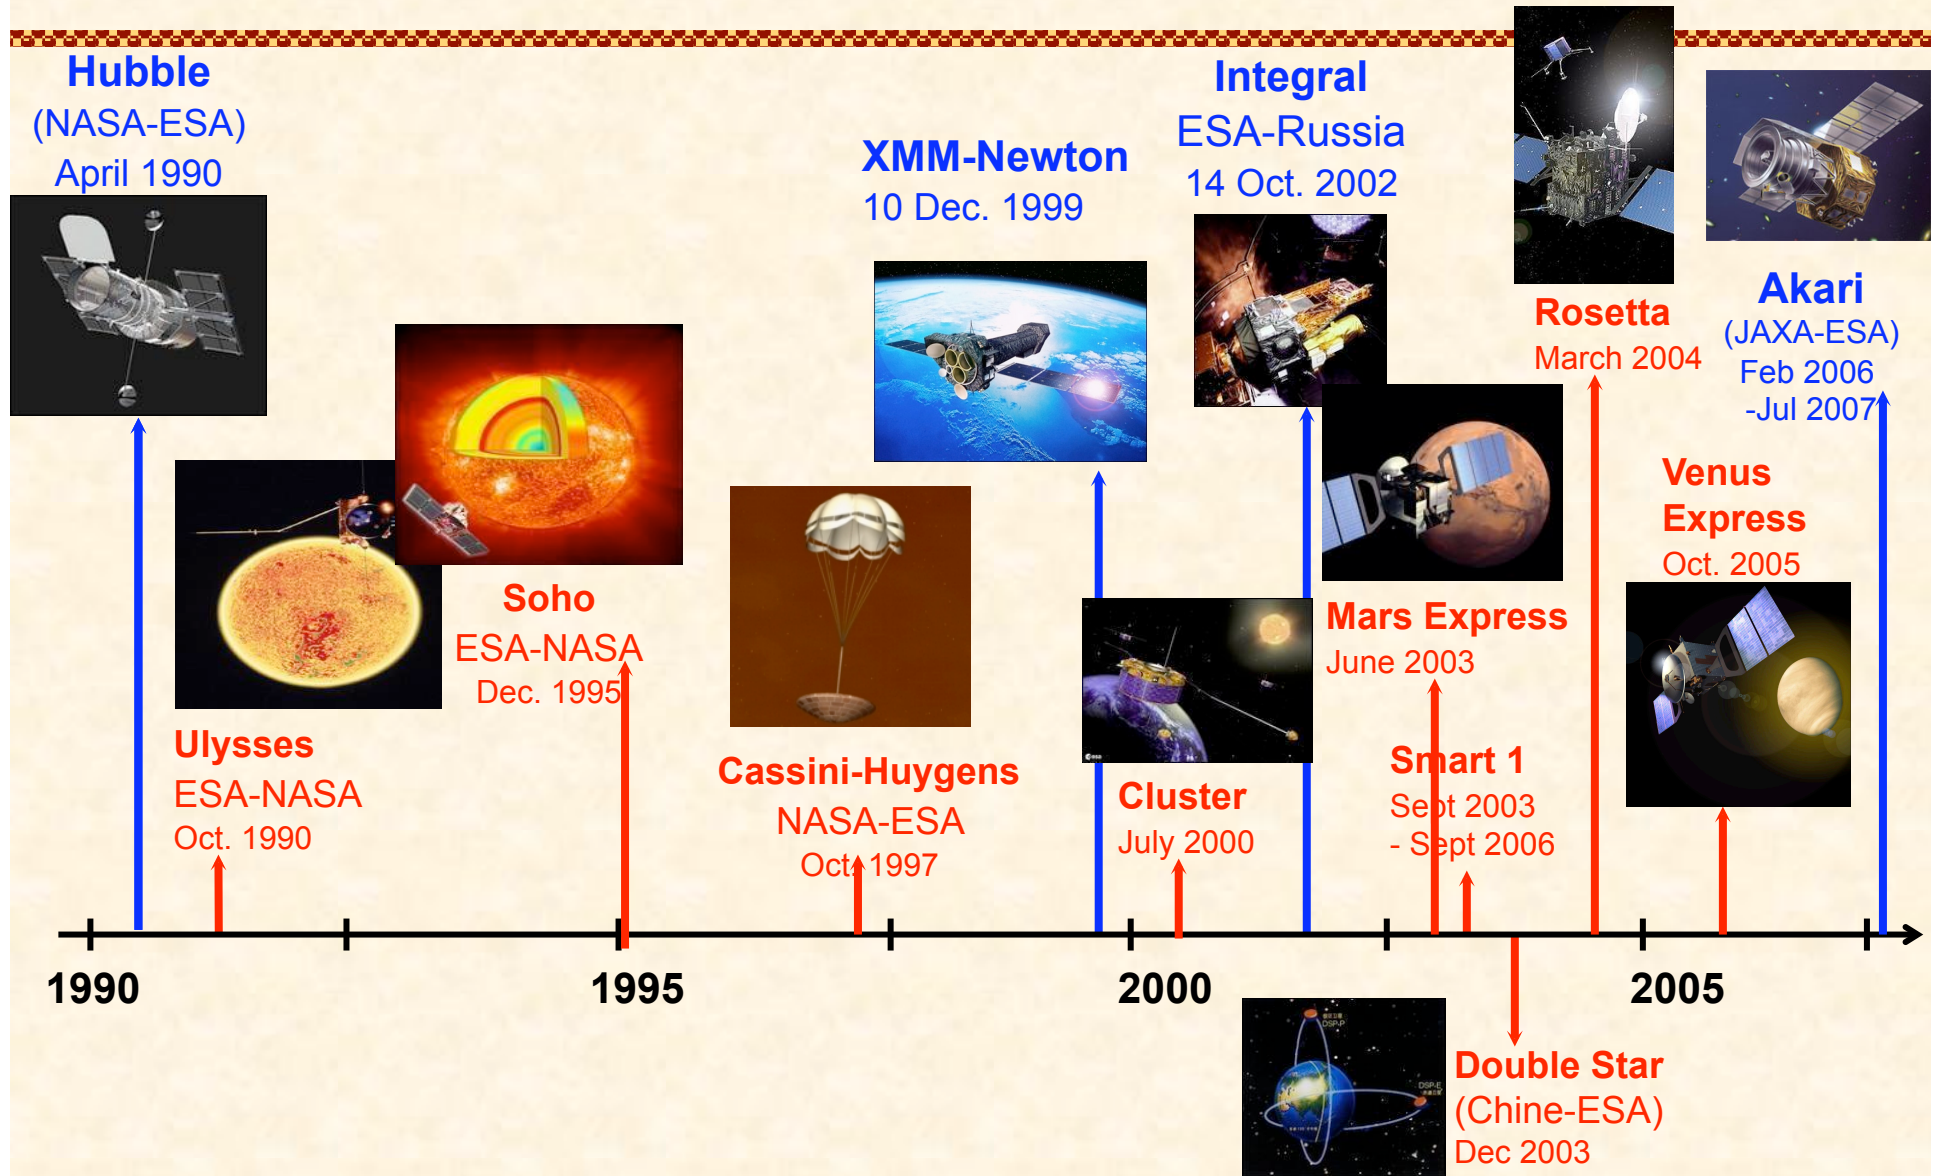 Hubble
(NASA-ESA)
April 1990
Ulysses
ESA-NASA
Oct. 1990
Soho
ESA-NASA
Dec. 1995
Cassini-Huygens
NASA-ESA
Oct. 1997
XMM-Newton
10 Dec. 1999
Cluster
July 2000
esa
Integral
ESA-Russia
14 Oct. 2002
Mars Express
June 2003
Smart 1
Sept 2003
- Sept 2006
Rosetta
March 2004
Venus
Express
Oct. 2005
Akari
(JAXA-ESA)
Feb 2006
-Jul 2007
1990
1995
2000
2005
DSP-P
DSP-E
Double Star
(Chine-ESA)
Dec 2003